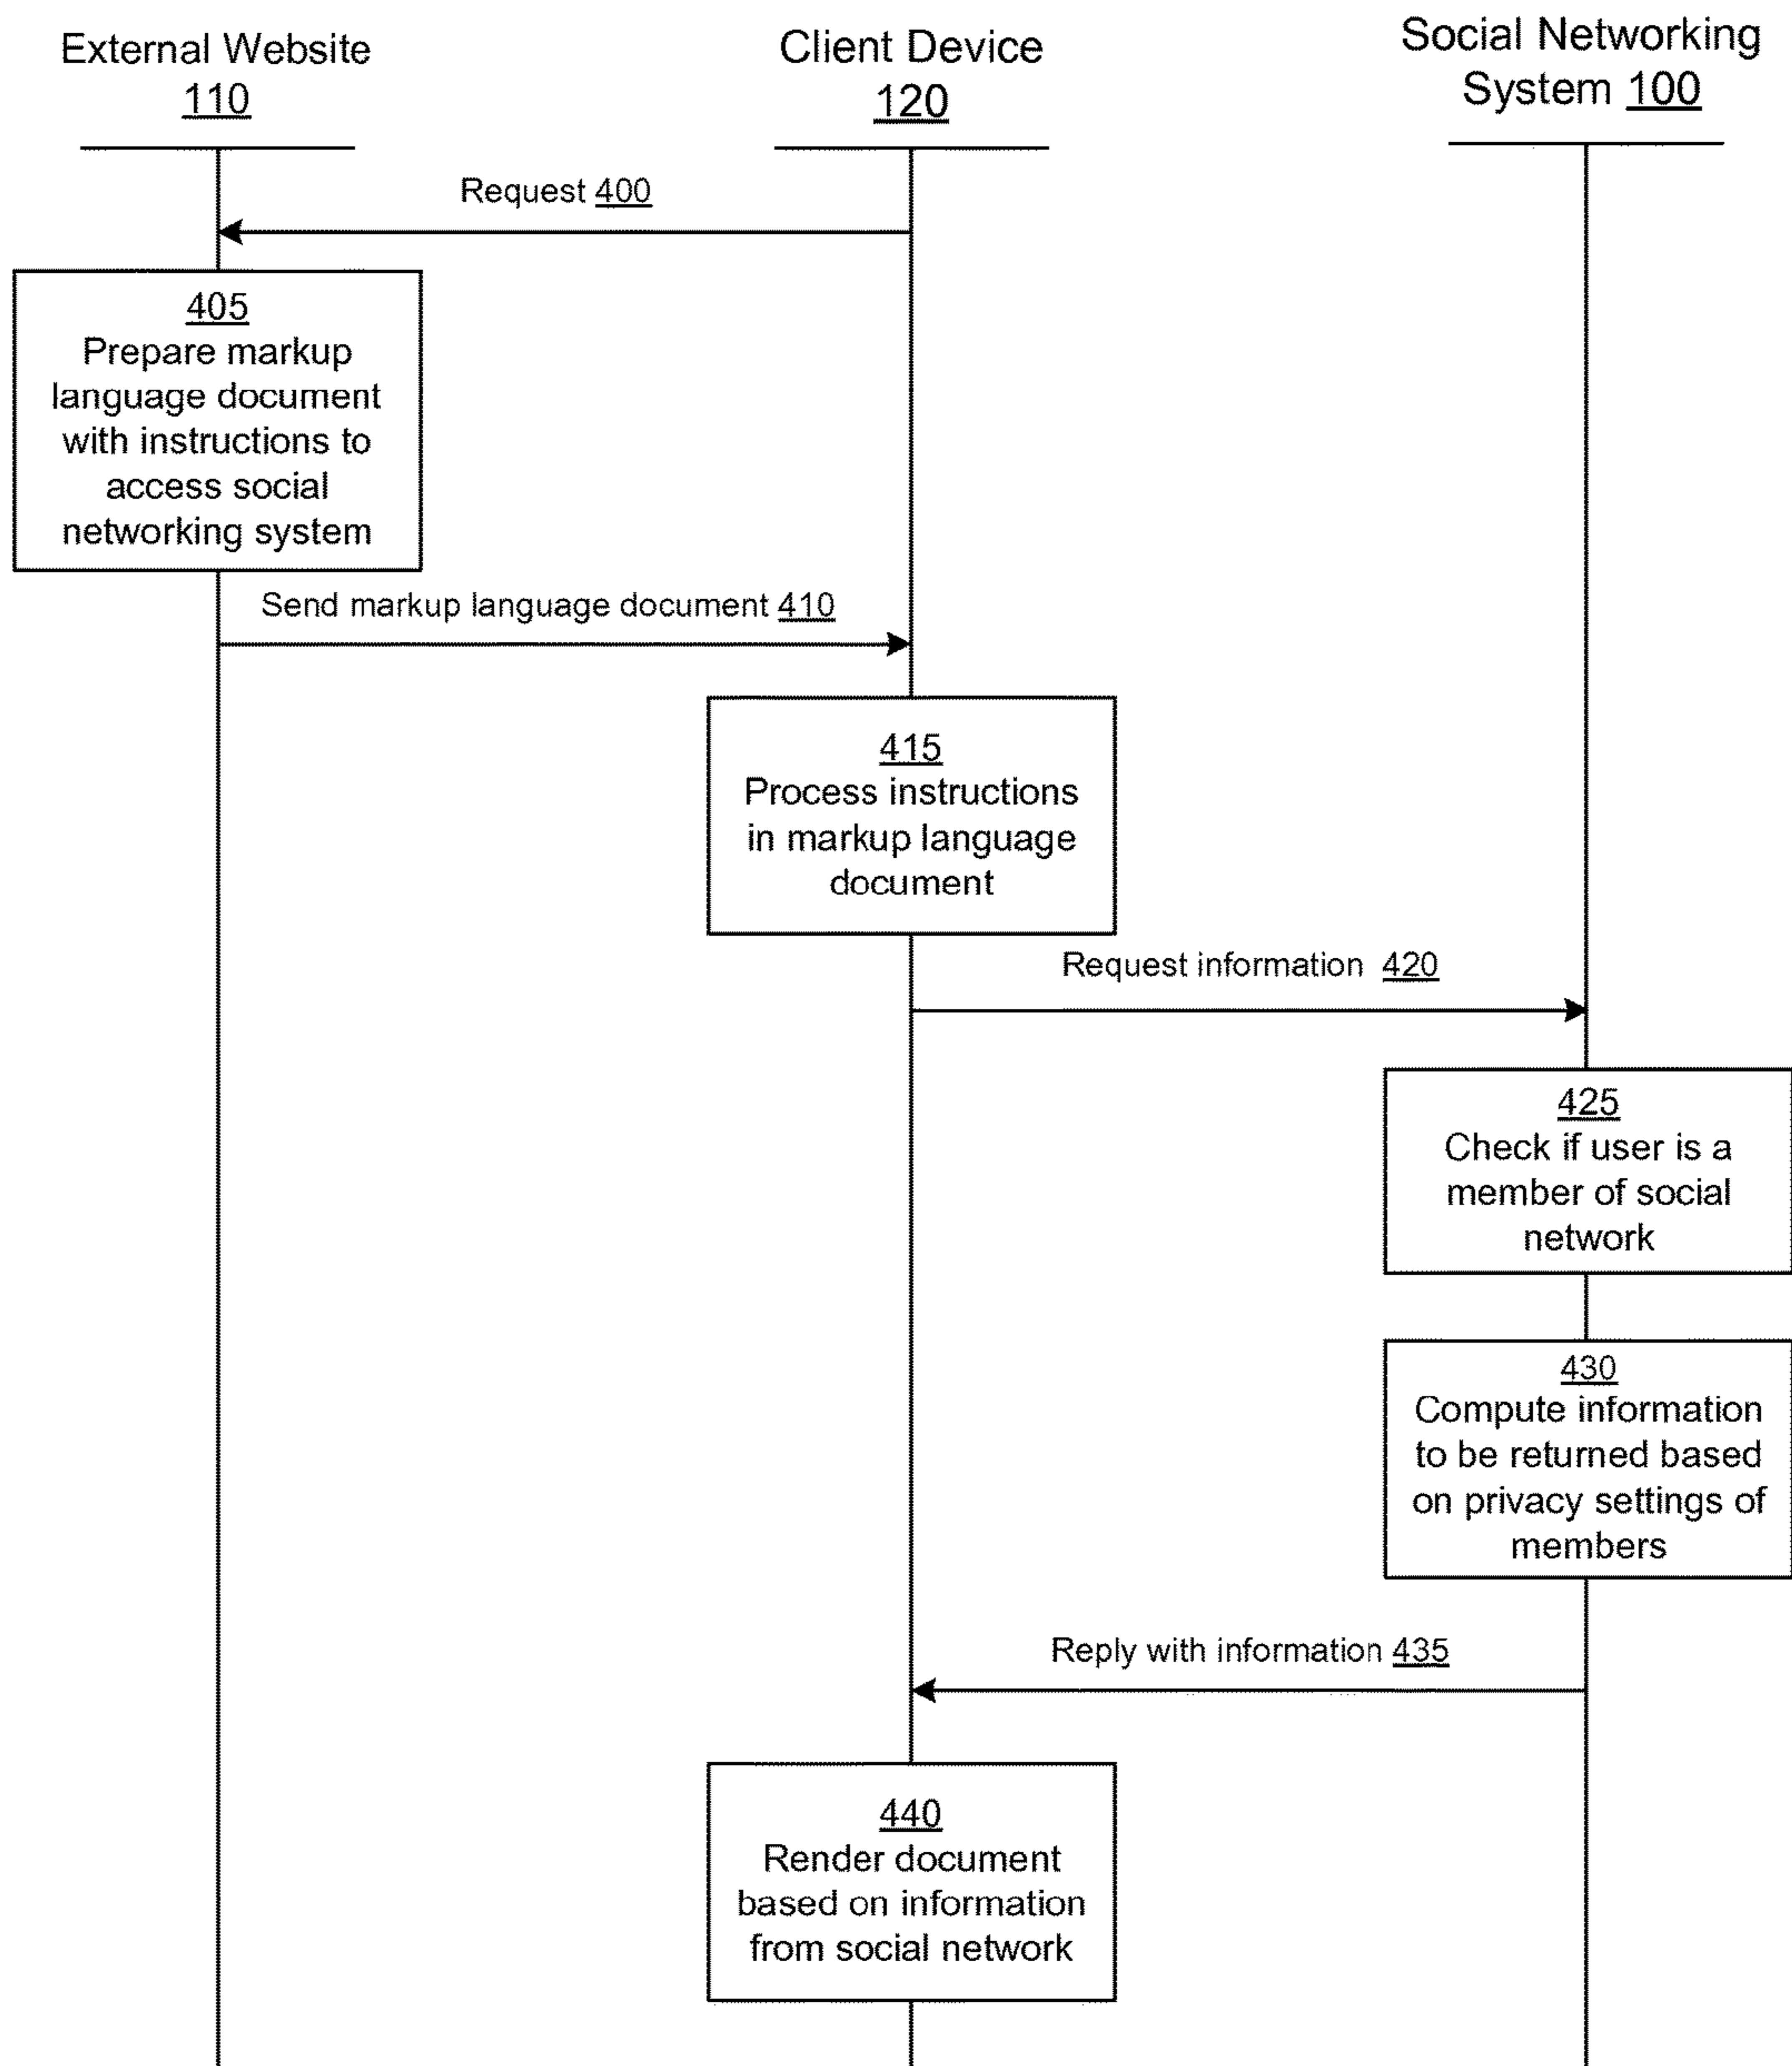 External Website
110
Client Device
120
Social Networking
System 100
Request 400
405
Prepare markup
language document
with instructions to
access social
networking system
Send markup language document 410
415
Process instructions
in markup language
document
Request information 420
425
Check if user is a
member of social
network
430
Compute information
to be returned based
on privacy settings of
members
Reply with information 435
440
Render document
based on information
from social network